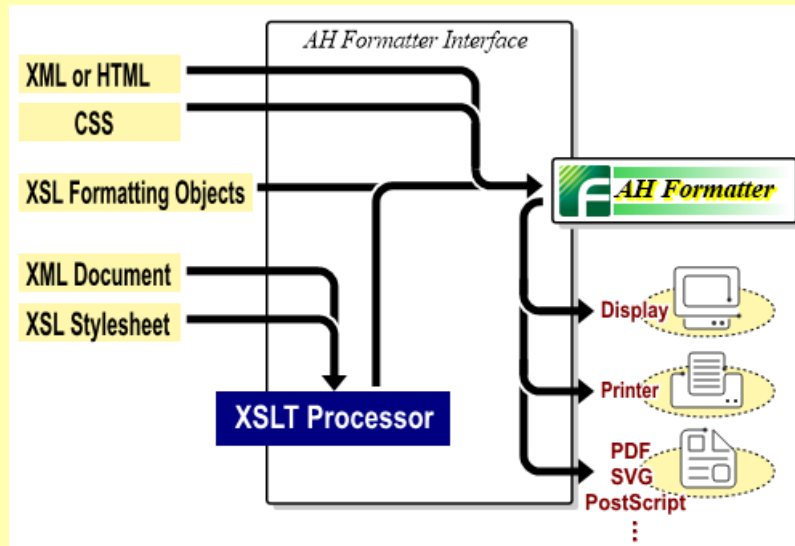 AH Formatter Interface
XML or HTML
CSS
XSL Formatting Objects
AH Formatter
XML Document
XSL Stylesheet
XSLT Processor
Display
Printer
PDF
SVG
PostScript
⋮